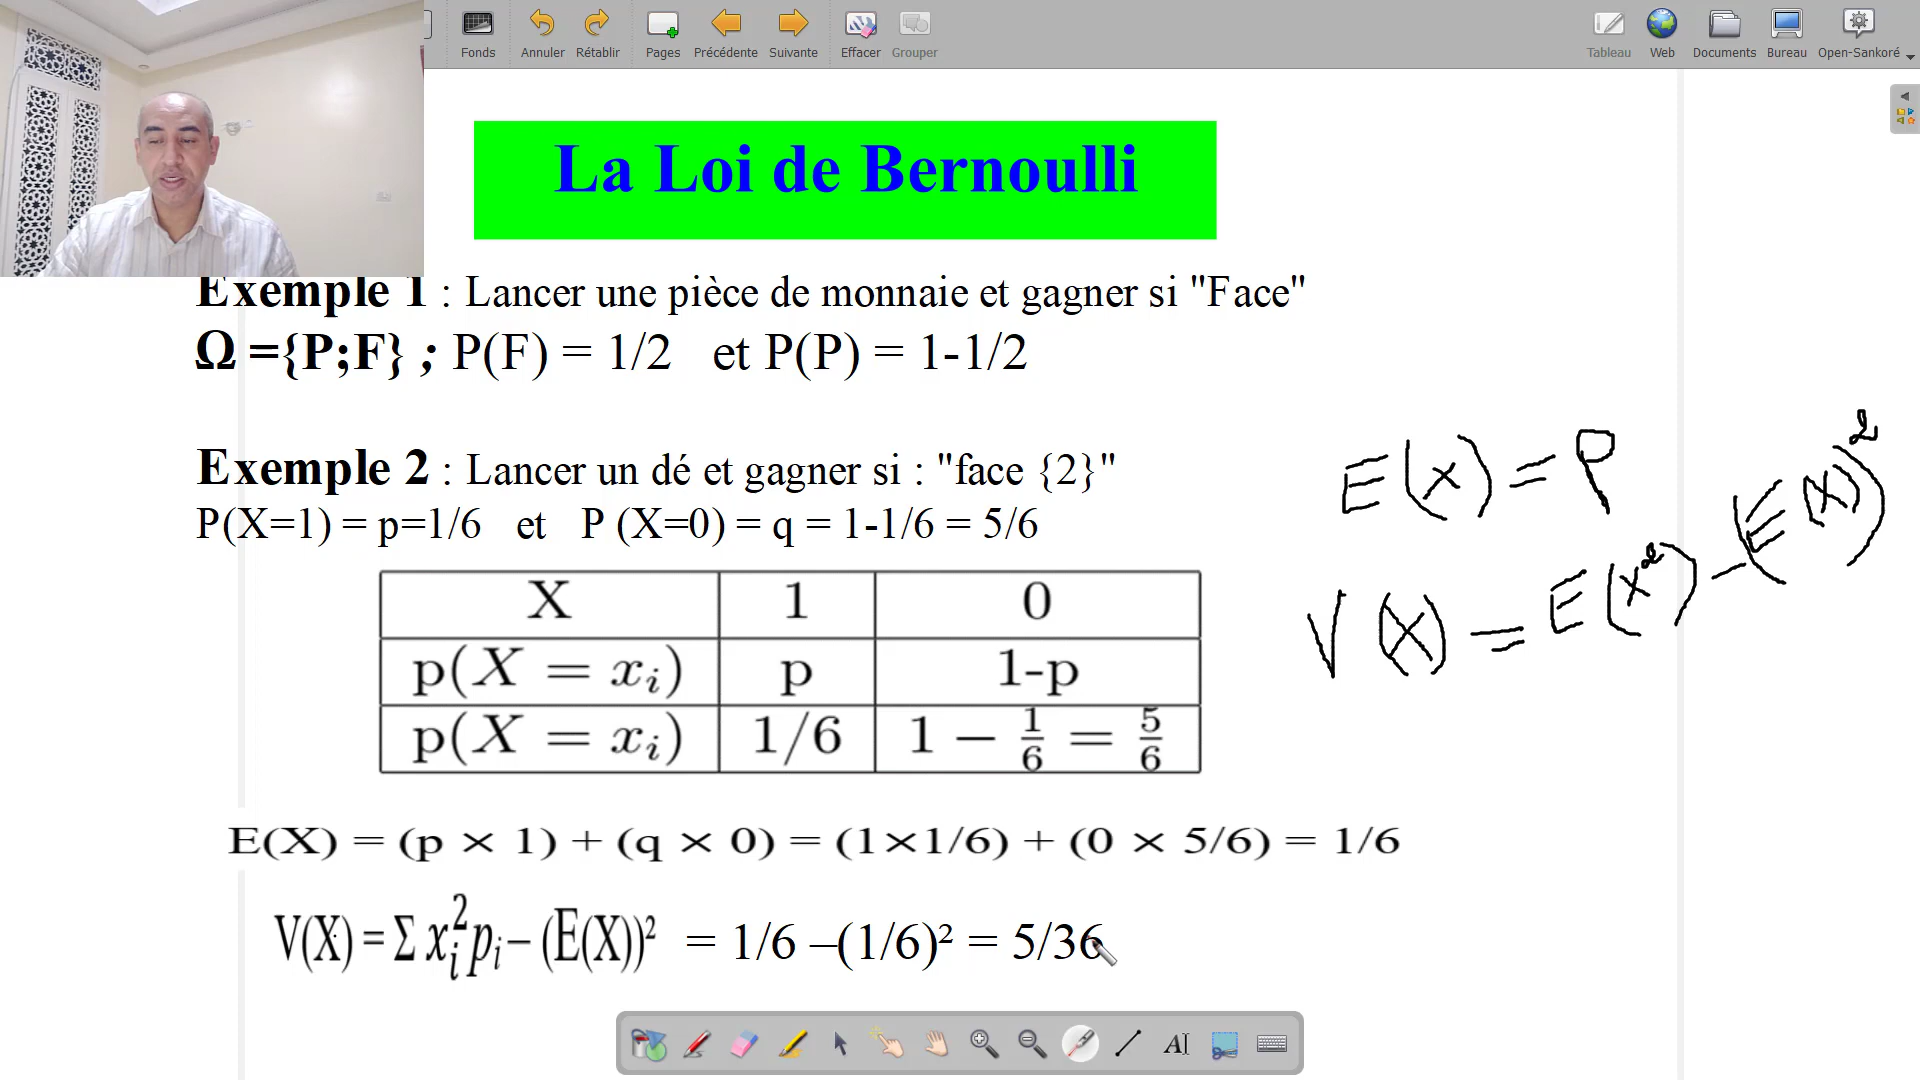 Fonds Annuler Rétablir Pages Précédente Suivante Effacer Grouper Tableau Web Documents Bureau Open-Sankoré
La Loi de Bernoulli
Exemple 1 : Lancer une pièce de monnaie et gagner si "Face"
Ω ={P;F} ; P(F) = 1/2 et P(P) = 1-1/2
Exemple 2 : Lancer un dé et gagner si : "face {2}"
P(X=1) = p=1/6 et P (X=0) = q = 1-1/6 = 5/6
E(X) = P
V(X) = E(X²) - (E(X))²
X 1 0
p(X = xᵢ) p 1-p
p(X = xᵢ) 1/6 1 − 1/6 = 5/6
E(X) = (p × 1) + (q × 0) = (1×1/6) + (0 × 5/6) = 1/6
V(X) = Σ xᵢ² pᵢ − (E(X))² = 1/6 –(1/6)² = 5/36
AI